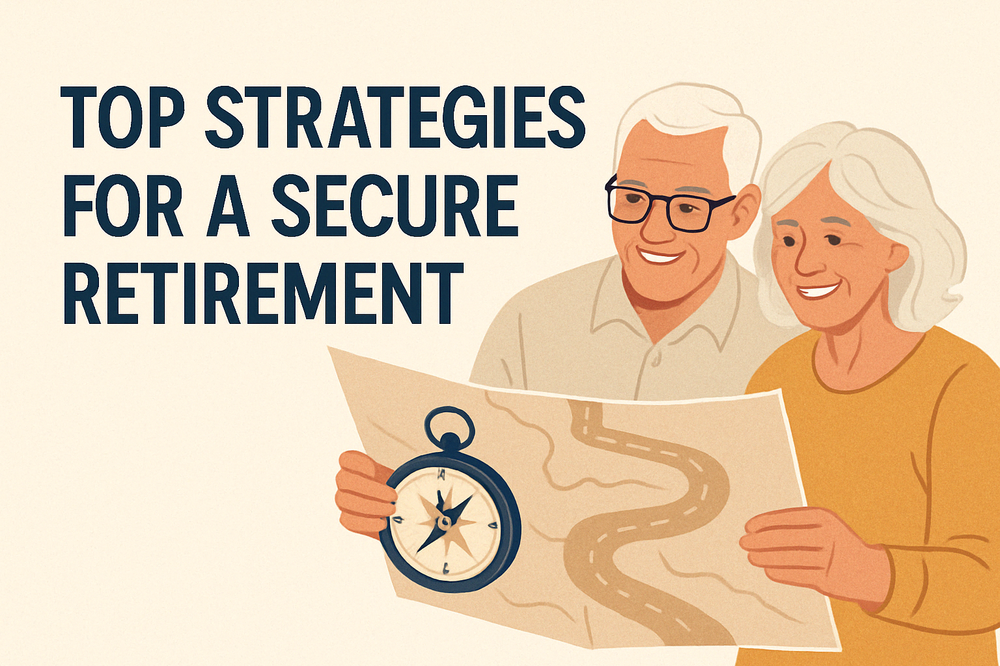 TOP STRATEGIES
FOR A SECURE
RETIREMENT